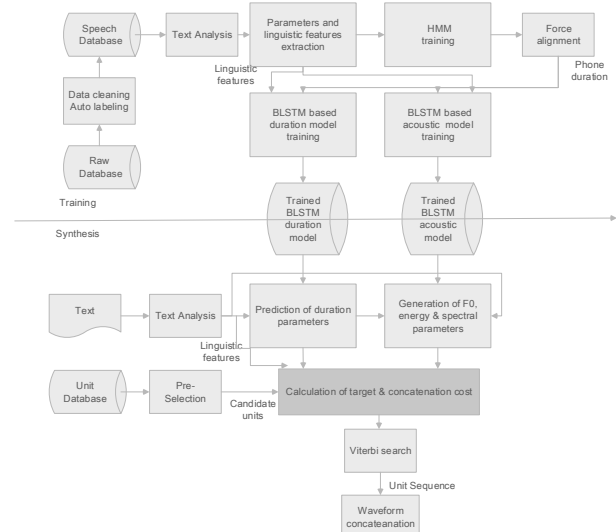 Speech
Database
Text Analysis
Parameters and
linguistic features
extraction
HMM
training
Force
alignment
Linguistic
features
Phone
duration
Data cleaning
Auto labeling
BLSTM based
duration model
training
BLSTM based
acoustic model
training
Raw
Database
Training
Trained
BLSTM
duration
model
Trained
BLSTM
acoustic model
Synthesis
Text
Text Analysis
Prediction of duration
parameters
Generation of F0,
energy & spectral
parameters
Linguistic
features
Unit
Database
Pre-
Selection
Candidate
units
Calculation of target & concatenation cost
Viterbi search
Unit Sequence
Waveform
concateanation